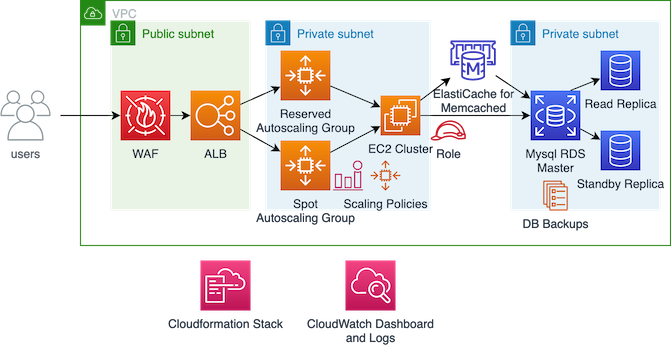 VPC
Public subnet
Private subnet
Private subnet
users
WAF
ALB
Reserved
Autoscaling Group
Spot
Autoscaling Group
EC2 Cluster
Role
Scaling Policies
ElastiCache for
Memcached
Mysql RDS
Master
Read Replica
Standby Replica
DB Backups
Cloudformation Stack
CloudWatch Dashboard
and Logs